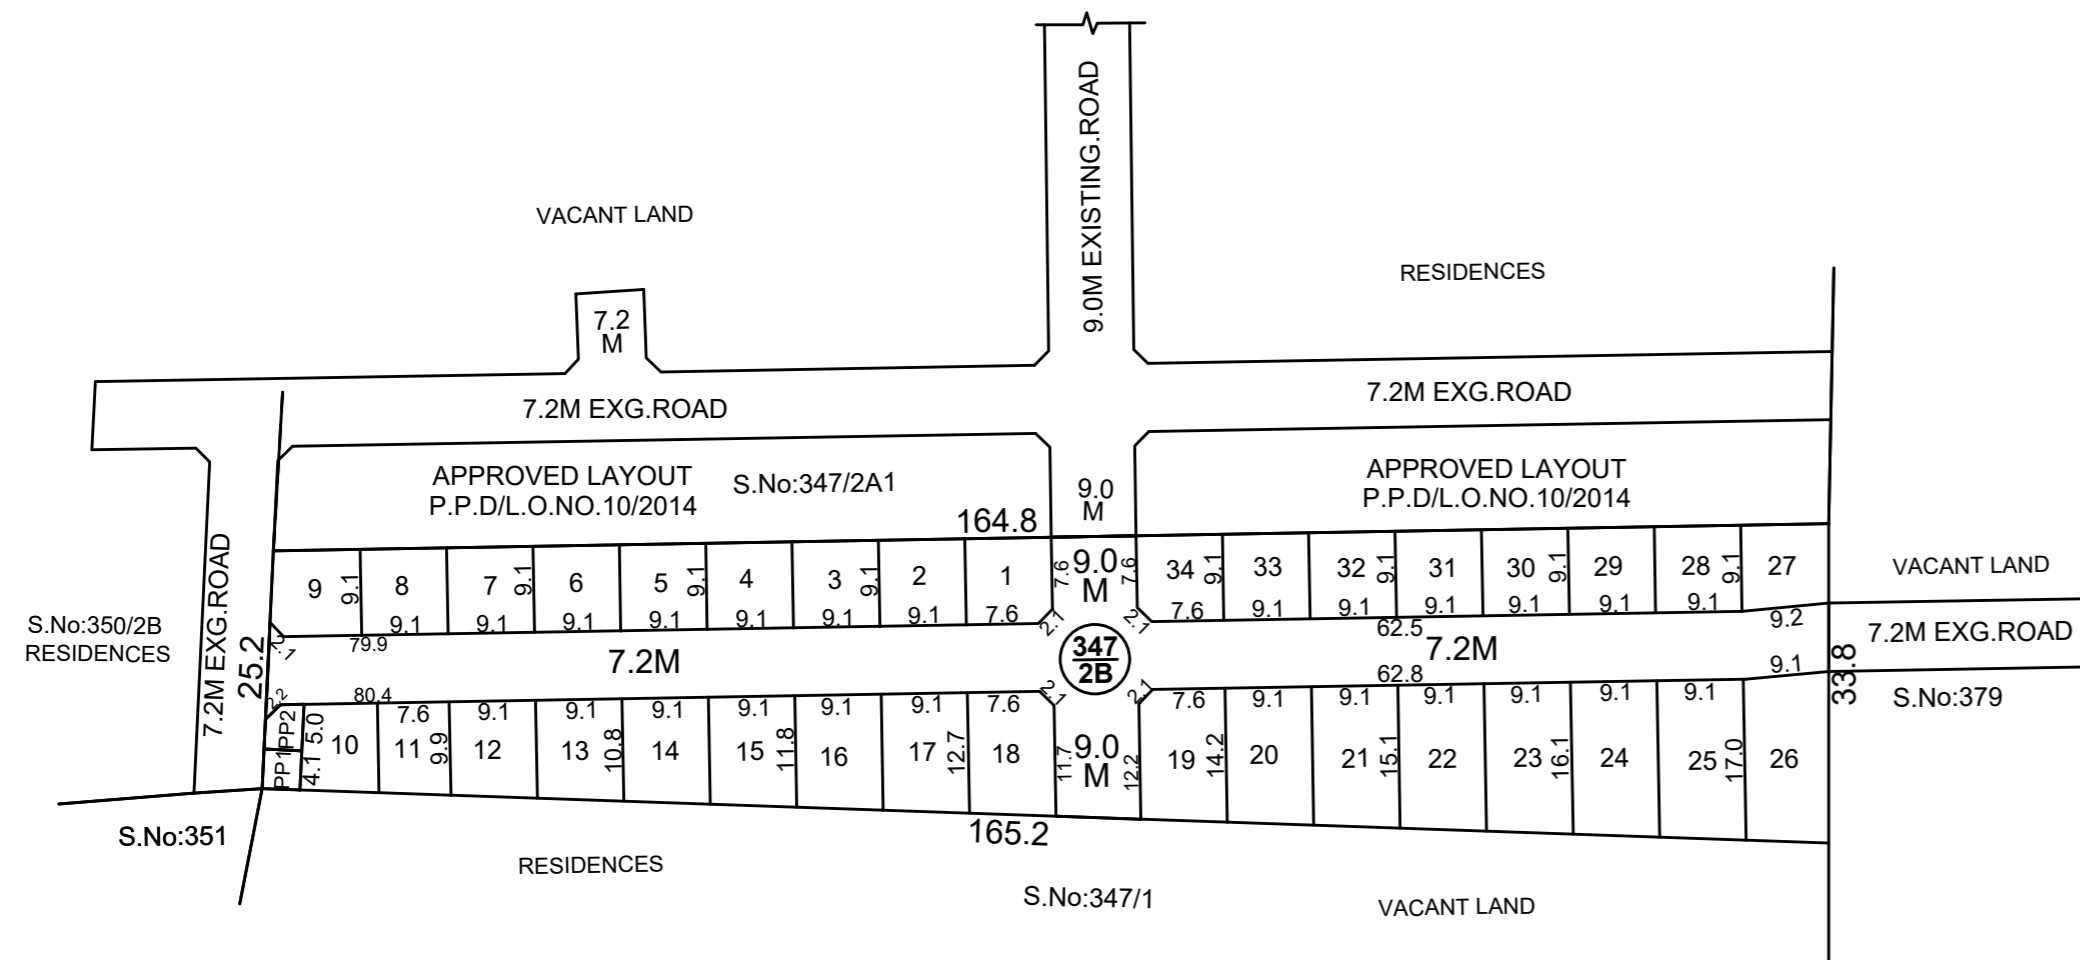 9.0M EXISTING.ROAD
VACANT LAND
RESIDENCES
7.2
M
7.2M EXG.ROAD
7.2M EXG.ROAD
APPROVED LAYOUT
P.P.D/L.O.NO.10/2014
S.No:347/2A1
9.0
M
APPROVED LAYOUT
P.P.D/L.O.NO.10/2014
164.8
7.2M EXG.ROAD
9 9.1 8 7 9.1 6 5 9.1 4 3 9.1 2 1
7.6 9.0 7.6
M
34 9.1 33 32 9.1 31 30 9.1 29 28 9.1 27
VACANT LAND
9.1 9.1 9.1 9.1 9.1 9.1 9.1 7.6
7.6 9.1 9.1 9.1 9.1 9.1 9.1 9.2
S.No:350/2B
RESIDENCES
25.2
2.1 79.9 2.1 2.1 62.5
7.2M
347
2B
7.2M
7.2M EXG.ROAD
2.2 80.4 2.1 2.1 62.8 9.1
33.8
S.No:379
7.6 9.1 9.1 9.1 9.1 9.1 9.1 7.6
7.6 9.1 9.1 9.1 9.1 9.1 9.1
PP2 5.0
PP1 4.1
10 11 9.9 12 13 10.8 14 15 11.8 16 17 12.7 18
11.7 9.0 12.2
M
19 14.2 20 21 15.1 22 23 16.1 24 25 17.0 26
S.No:351
165.2
RESIDENCES
S.No:347/1
VACANT LAND